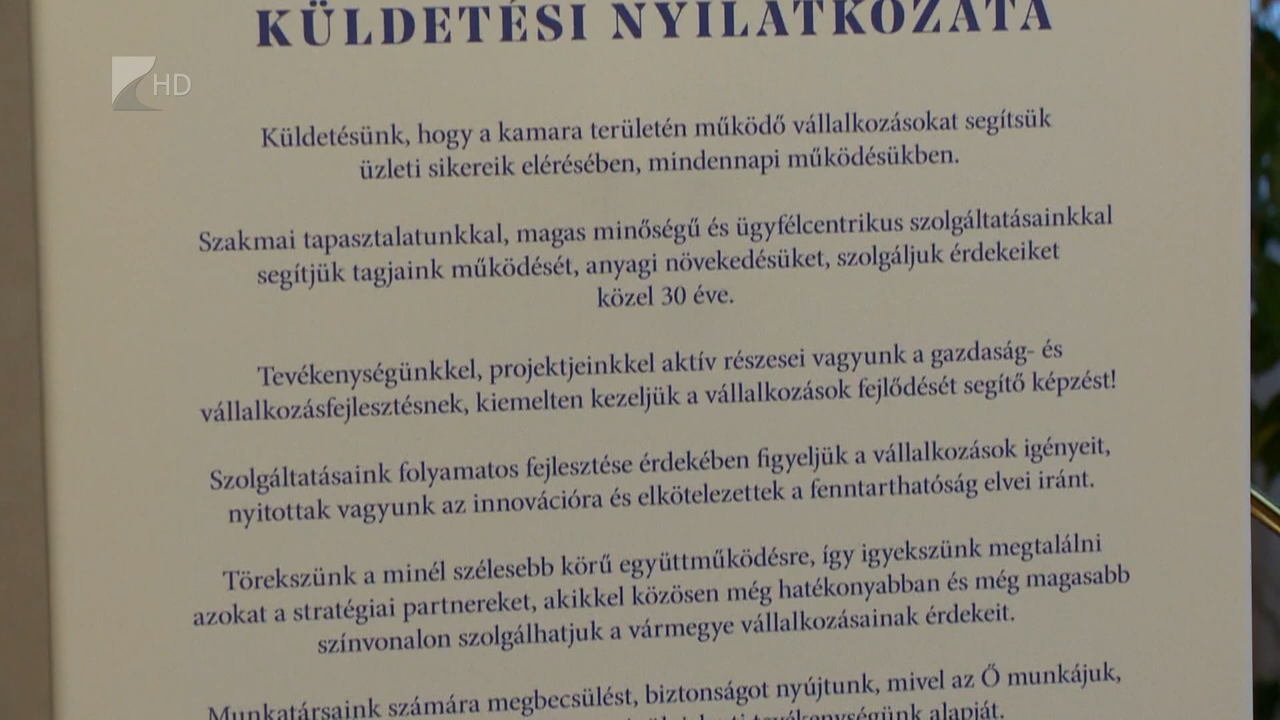 KÜLDETÉSI NYILATKOZATA
HD
Küldetésünk, hogy a kamara területén működő vállalkozásokat segítsük
üzleti sikereik elérésében, mindennapi működésükben.
Szakmai tapasztalatunkkal, magas minőségű és ügyfélcentrikus szolgáltatásainkkal
segítjük tagjaink működését, anyagi növekedésüket, szolgáljuk érdekeiket
közel 30 éve.
Tevékenységünkkel, projektjeinkkel aktív részesei vagyunk a gazdaság- és
vállalkozásfejlesztésnek, kiemelten kezeljük a vállalkozások fejlődését segítő képzést!
Szolgáltatásaink folyamatos fejlesztése érdekében figyeljük a vállalkozások igényeit,
nyitottak vagyunk az innovációra és elkötelezettek a fenntarthatóság elvei iránt.
Törekszünk a minél szélesebb körű együttműködésre, így igyekszünk megtalálni
azokat a stratégiai partnereket, akikkel közösen még hatékonyabban és még magasabb
színvonalon szolgálhatjuk a vármegye vállalkozásainak érdekeit.
Munkatársaink számára megbecsülést, biztonságot nyújtunk, mivel az Ő munkájuk,
tevékenységünk alapját.